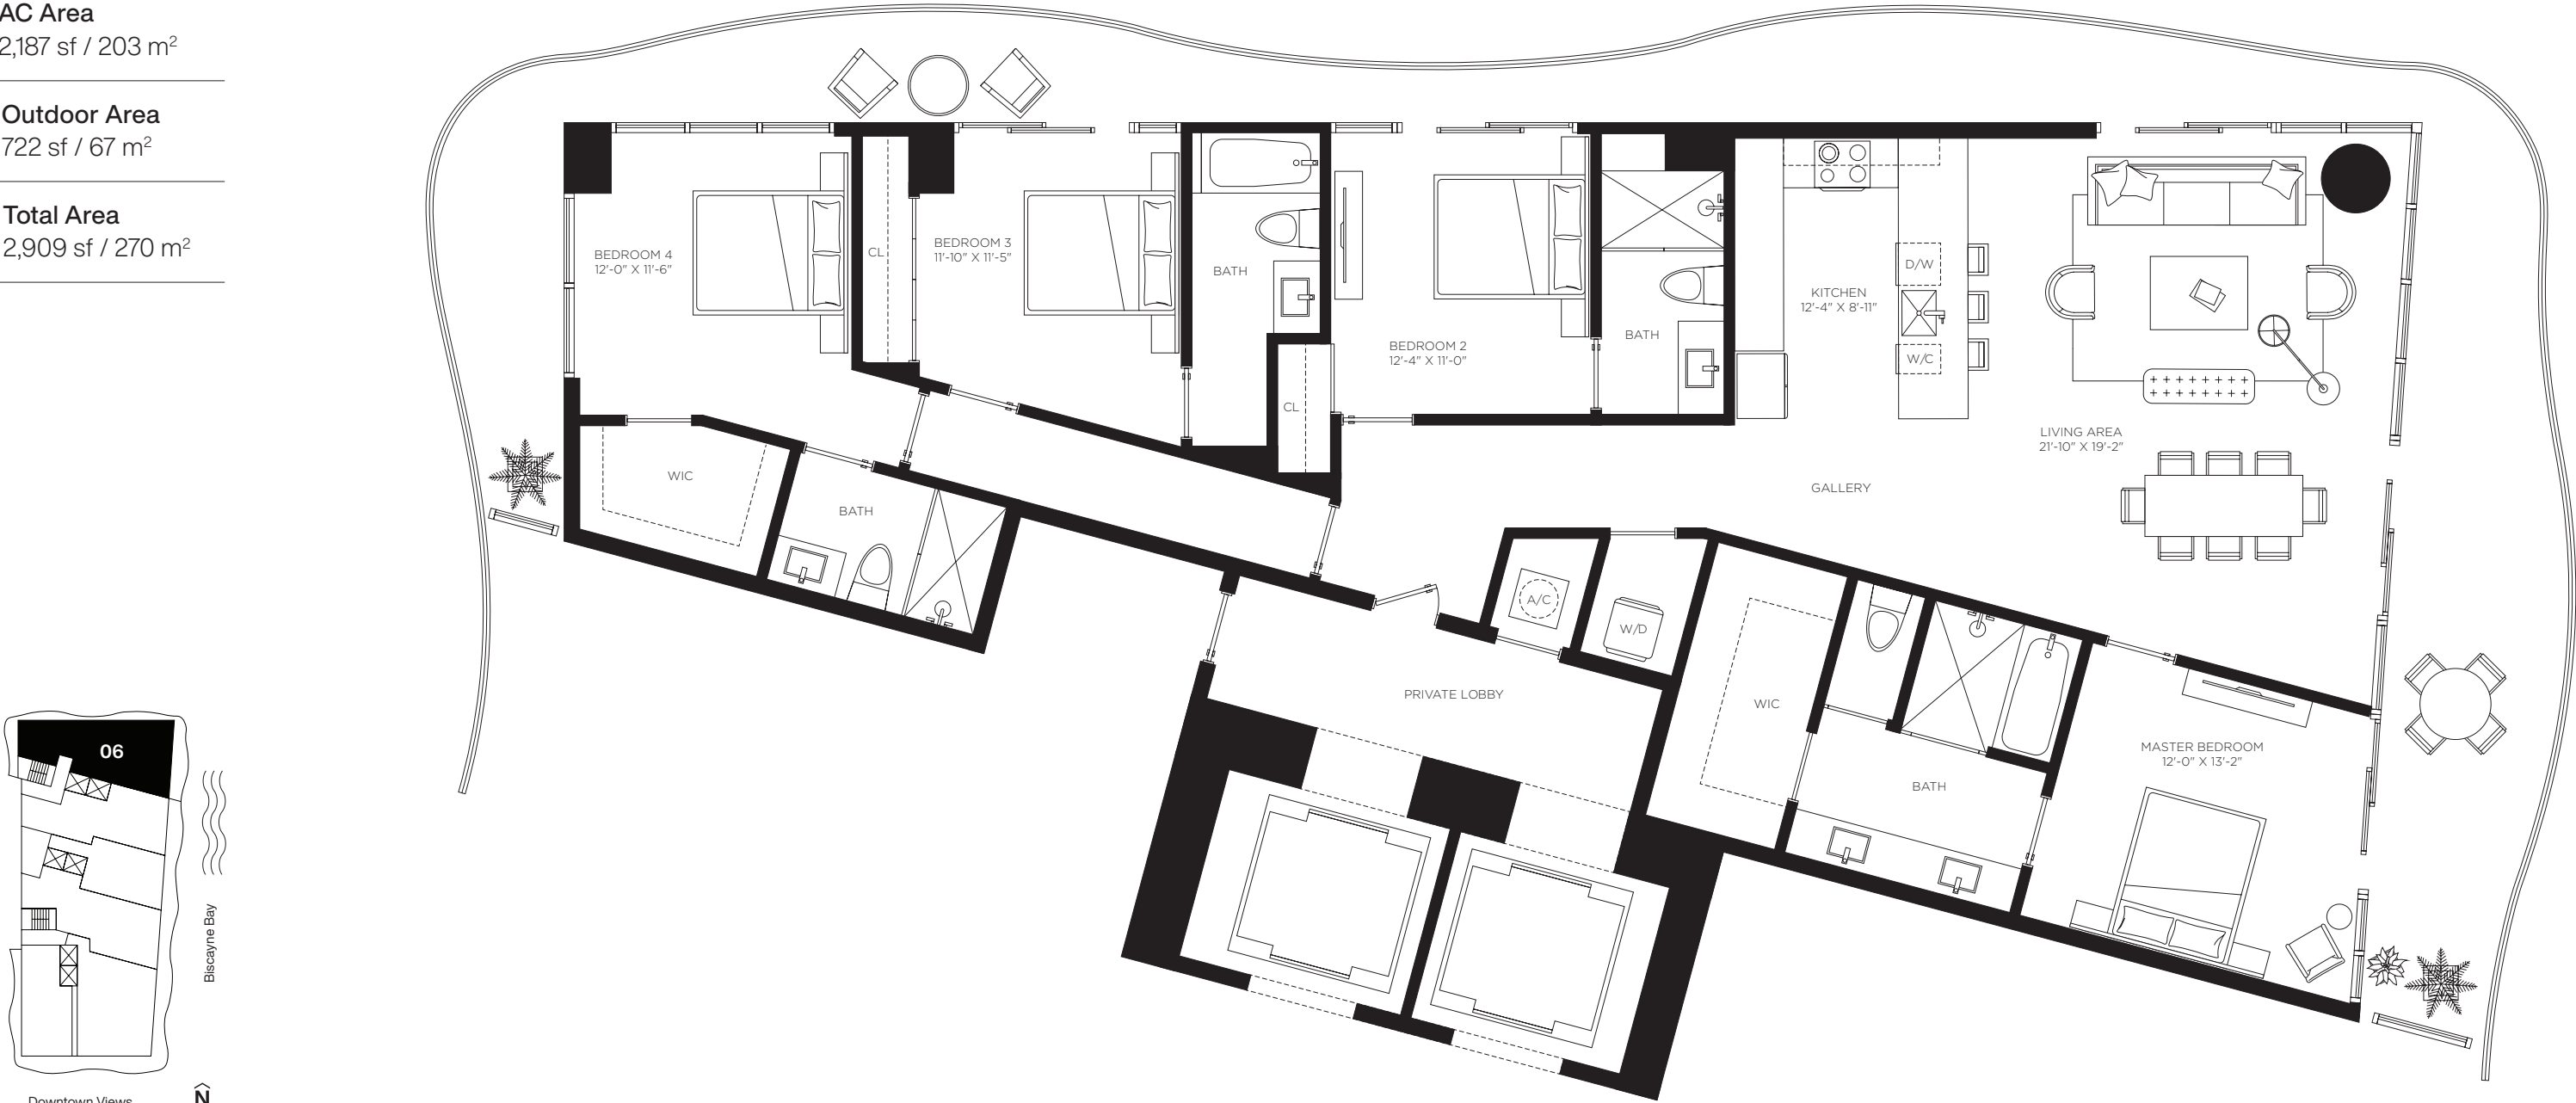 AC Area
2,187 sf / 203 m²
Outdoor Area
722 sf / 67 m²
Total Area
2,909 sf / 270 m²
BEDROOM 4
12'-0" X 11'-6"
CL
BEDROOM 3
11'-10" X 11'-5"
BATH
CL
BEDROOM 2
12'-4" X 11'-0"
BATH
KITCHEN
12'-4" X 8'-11"
D/W
W/C
LIVING AREA
21'-10" X 19'-2"
GALLERY
WIC
BATH
A/C
W/D
PRIVATE LOBBY
WIC
BATH
MASTER BEDROOM
12'-0" X 13'-2"
06
Biscayne Bay
Downtown Views
N